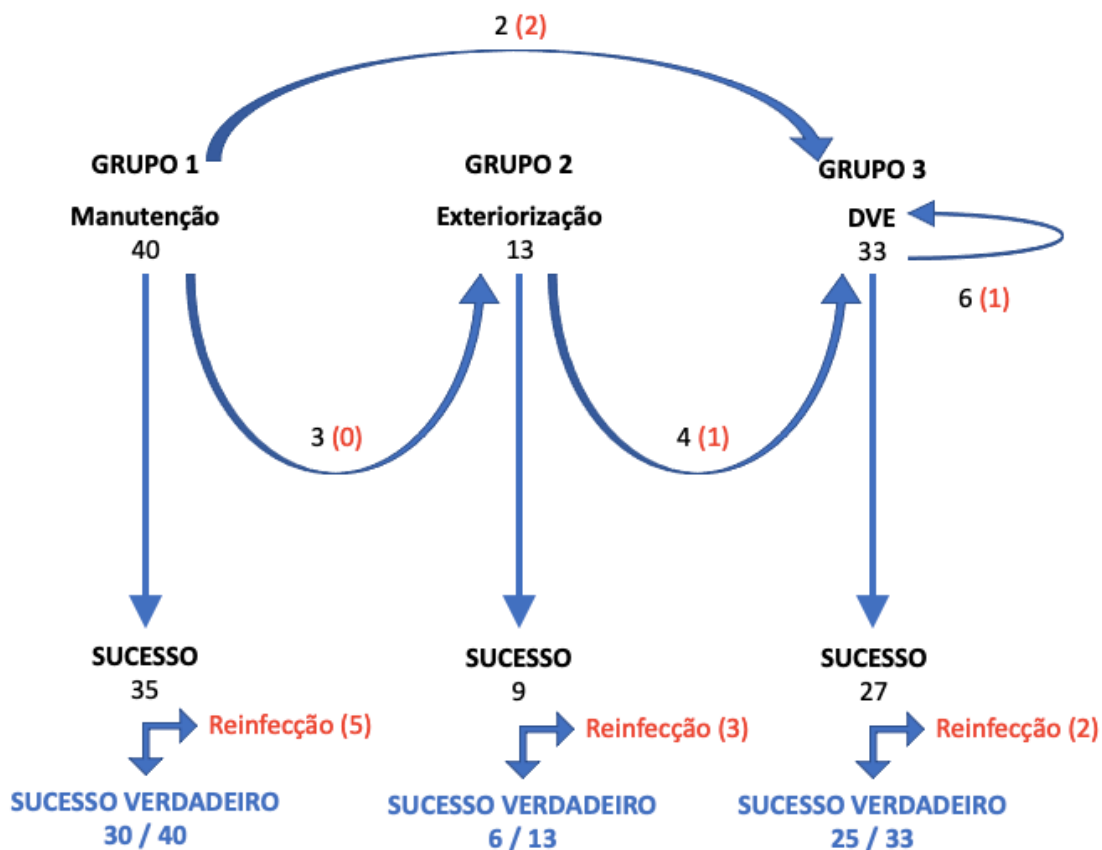 2 (2)
GRUPO 1
Manutenção
40
GRUPO 2
Exteriorização
13
GRUPO 3
DVE
33
6 (1)
3 (0)
4 (1)
SUCESSO
35
Reinfecção (5)
SUCESSO VERDADEIRO
30 / 40
SUCESSO
9
Reinfecção (3)
SUCESSO VERDADEIRO
6 / 13
SUCESSO
27
Reinfecção (2)
SUCESSO VERDADEIRO
25 / 33